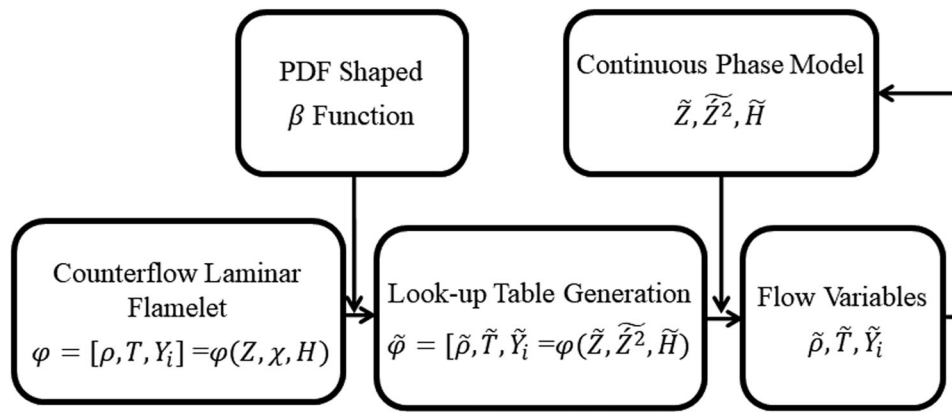 PDF Shaped
β Function
Continuous Phase Model
Z̃, Z̃́², H̃
Counterflow Laminar
Flamelet
φ = [ρ, T, Yᵢ] =φ(Z, χ, H)
Look-up Table Generation
φ̃ = [ρ̃, T̃, Ỹᵢ =φ(Z̃, Z̃́², H̃)
Flow Variables
ρ̃, T̃, Ỹᵢ